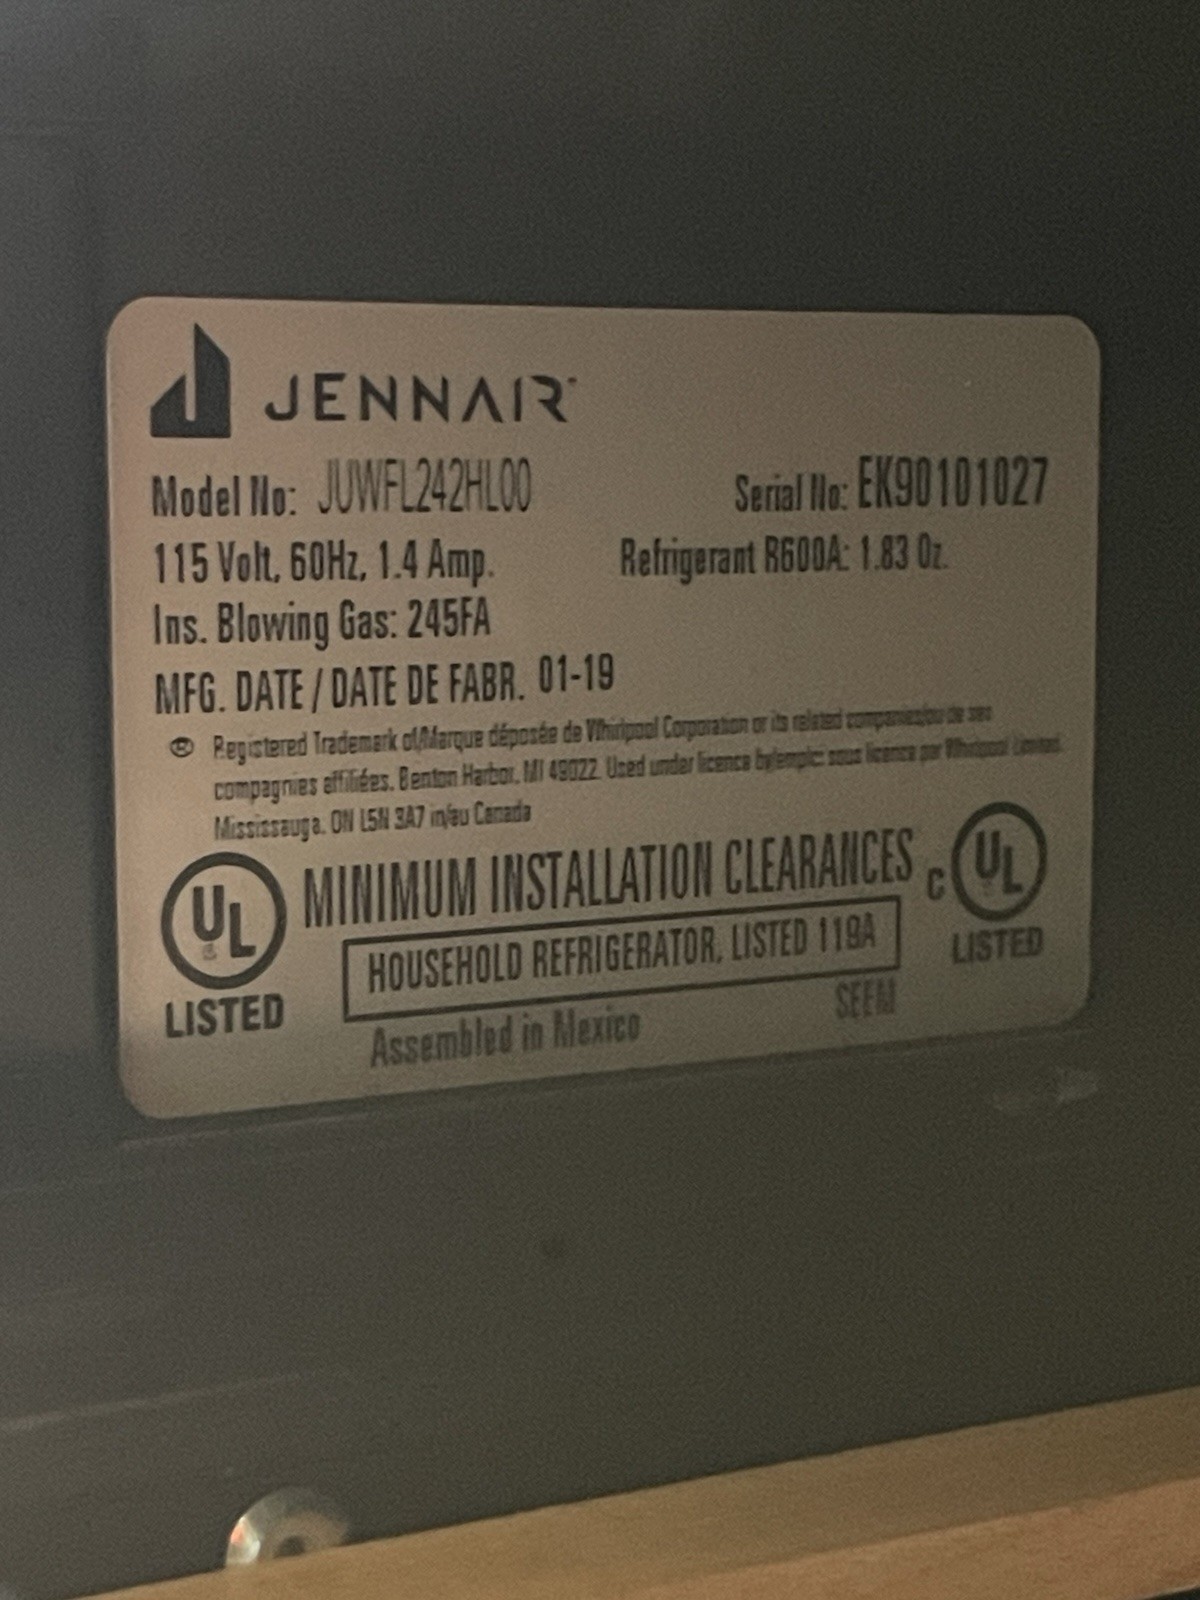 JENNAIR
Model No: JUWFL242HL00 Serial No: EK90101027
115 Volt, 60Hz, 1.4 Amp. Refrigerant R600A: 1.83 Oz.
Ins. Blowing Gas: 245FA
MFG. DATE / DATE DE FABR. 01-19
® Registered Trademark of/Marque déposée de Whirlpool Corporation or its related companies/ou de ses
compagnies affiliées. Benton Harbor, MI 49022. Used under licence by/emploi sous licence par Whirlpool Limited.
Mississauga, ON L5N 3A7 in/au Canada
MINIMUM INSTALLATION CLEARANCES
UL LISTED
HOUSEHOLD REFRIGERATOR, LISTED 119A
c UL LISTED
Assembled in Mexico SEEM